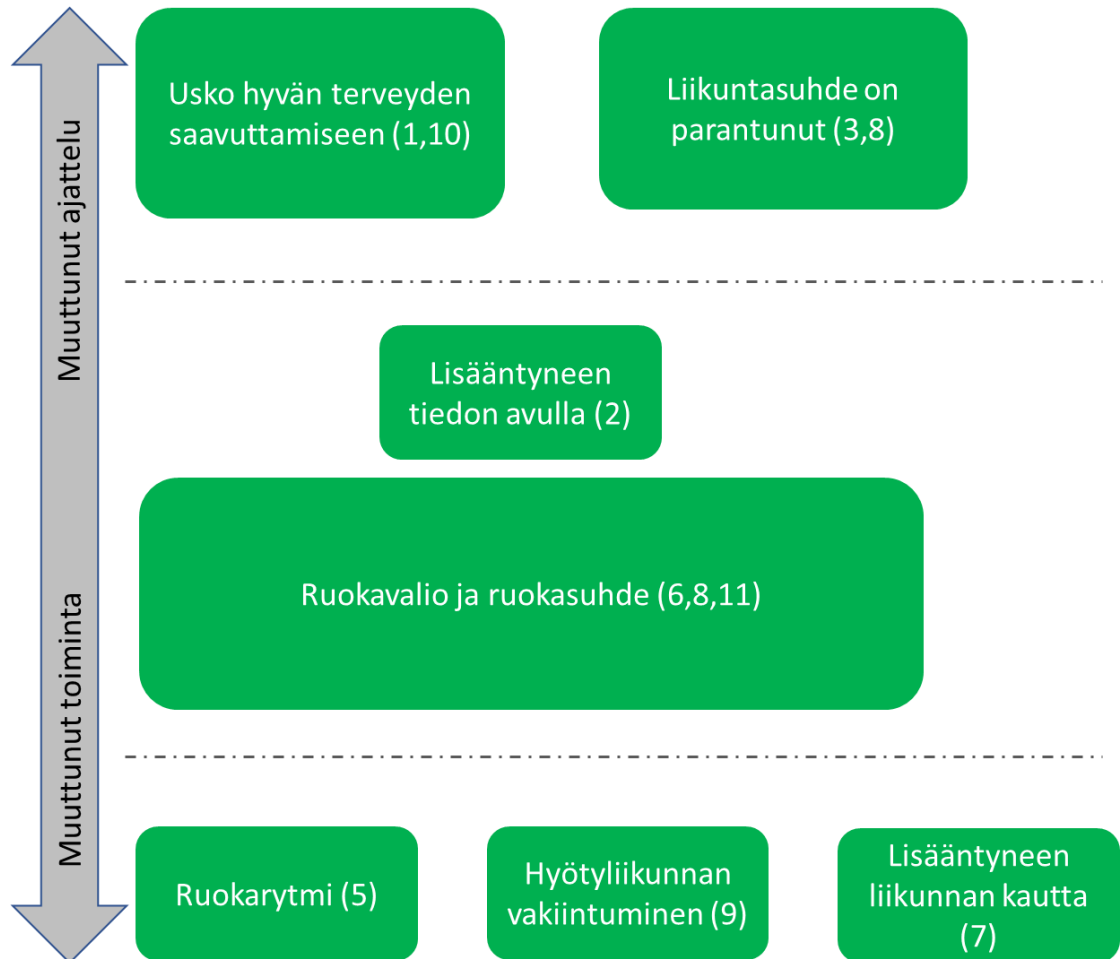 Muuttunut ajattelu
Muuttunut toiminta
Usko hyvän terveyden
saavuttamiseen (1,10)
Liikuntasuhde on
parantunut (3,8)
Lisääntyneen
tiedon avulla (2)
Ruokavalio ja ruokasuhde (6,8,11)
Ruokarytmi (5)
Hyötyliikunnan
vakiintuminen (9)
Lisääntyneen
liikunnan kautta
(7)